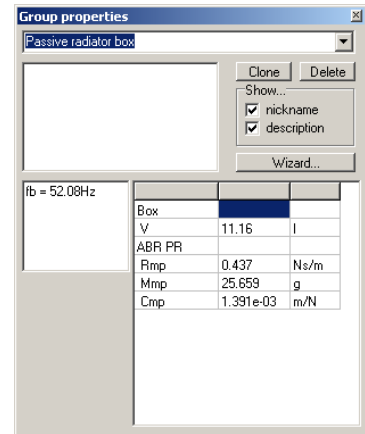 Group properties
Passive radiator box
Clone Delete
Show...
nickname
description
Wizard...
fb = 52.08Hz
Box
V 11.16 l
ABR PR
Rmp 0.437 Ns/m
Mmp 25.659 g
Cmp 1.391e-03 m/N